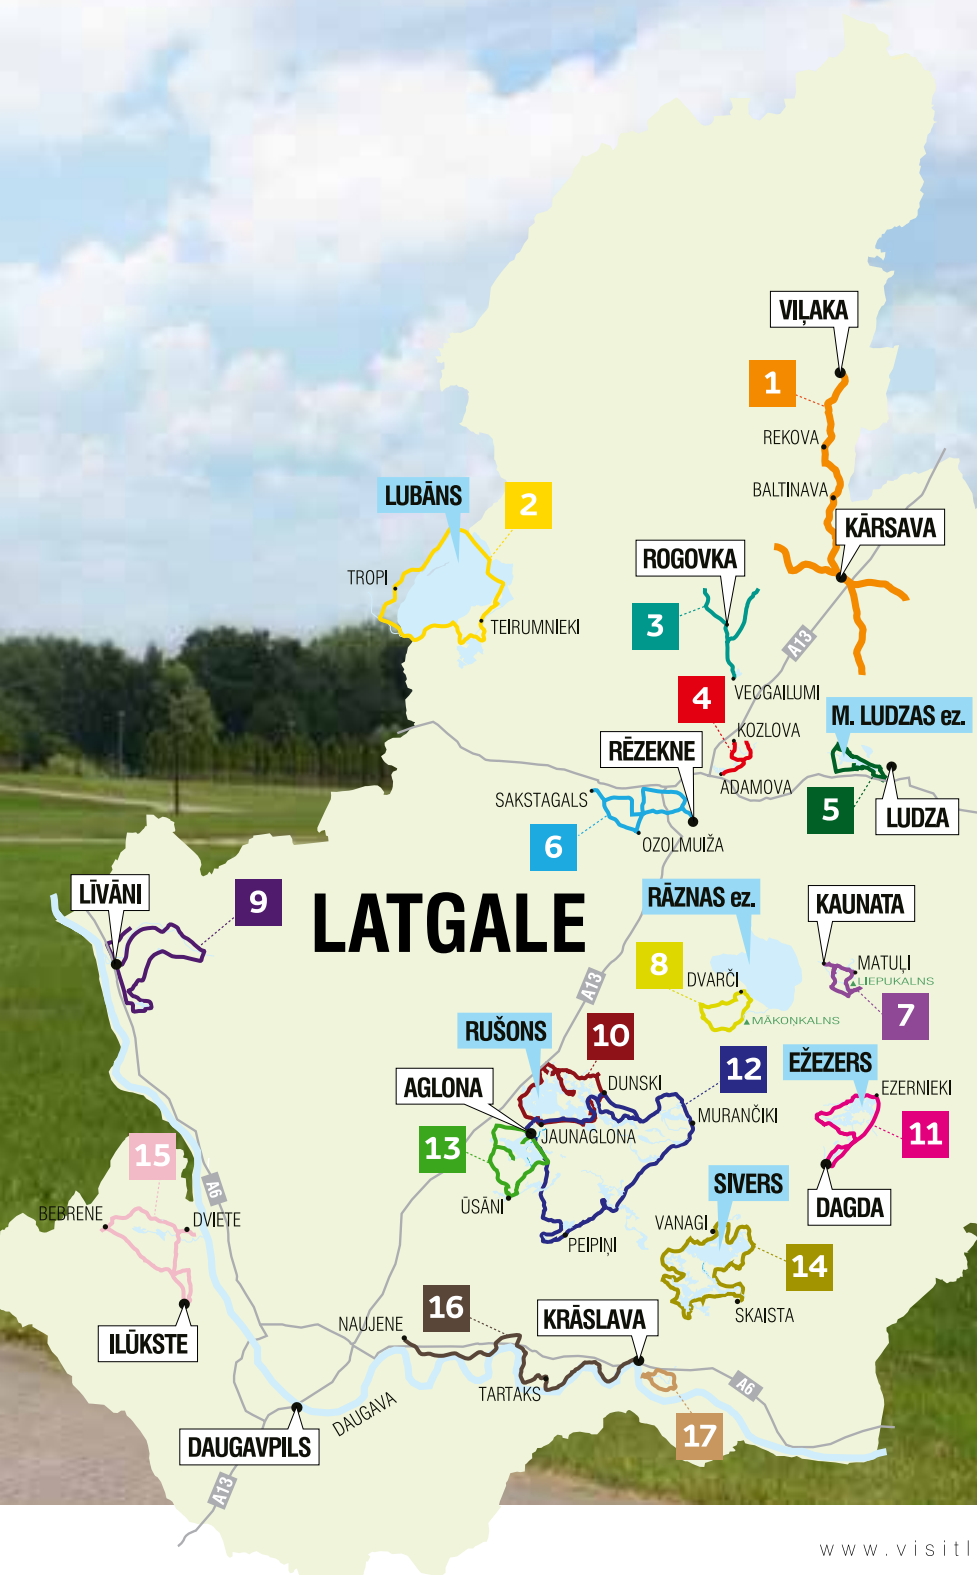 VIĻAKA
1
REKOVA
BALTINAVA
LUBĀNS
2
KĀRSAVA
ROGOVKA
TROPI
3
TEIRUMNIEKI
A13
VECGAILUMI
4
M. LUDZAS ez.
KOZLOVA
RĒZEKNE
ADAMOVA
SAKSTAGALS
5
LUDZA
6
OZOLMUIŽA
LĪVĀNI
9
LATGALE
RĀZNAS ez.
KAUNATA
8
DVARČI
MATUĻI
LIEPUKALNS
A13
7
MĀKOŅKALNS
RUŠONS
10
12
EŽEZERS
AGLONA
DUNSKI
EZERNIEKI
MURANČIKI
13
JAUNAGLONA
11
15
A6
SIVERS
ŪSĀNI
DAGDA
BEBRENE
DVIETE
VANAGI
PEIPIŅI
14
16
SKAISTA
NAUJENE
KRĀSLAVA
ILŪKSTE
A6
TARTAKS
DAUGAVA
17
DAUGAVPILS
A13
www.visitl